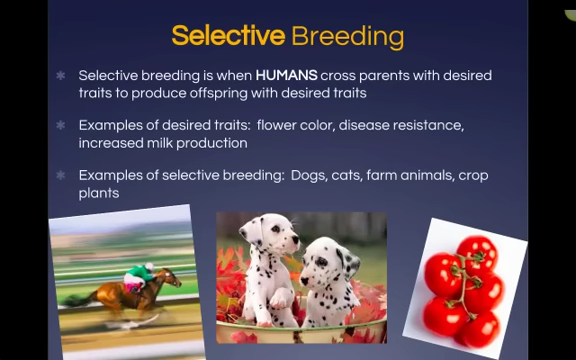 Selective Breeding
Selective breeding is when HUMANS cross parents with desired
traits to produce offspring with desired traits
Examples of desired traits: flower color, disease resistance,
increased milk production
Examples of selective breeding: Dogs, cats, farm animals, crop
plants